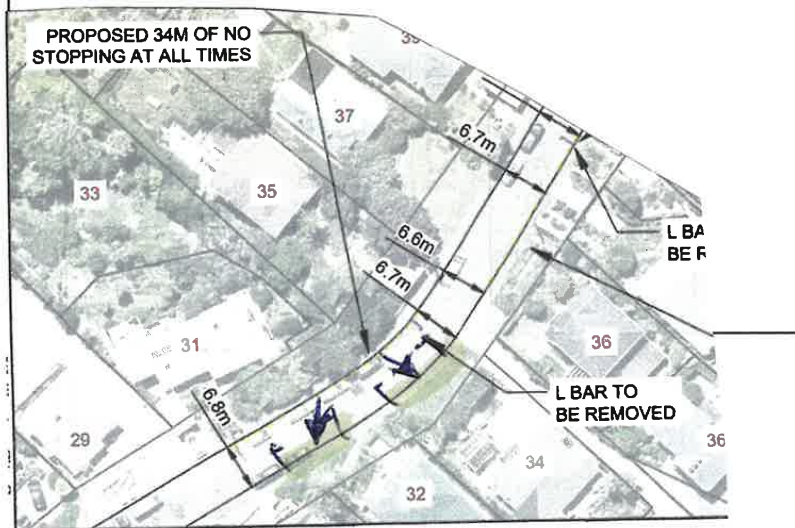 PROPOSED 34M OF NO
STOPPING AT ALL TIMES
39
37
6.7m
33
35
6.6m
L BA
BE R
6.7m
31
36
6.8m
L BAR TO
BE REMOVED
29
34
36
32